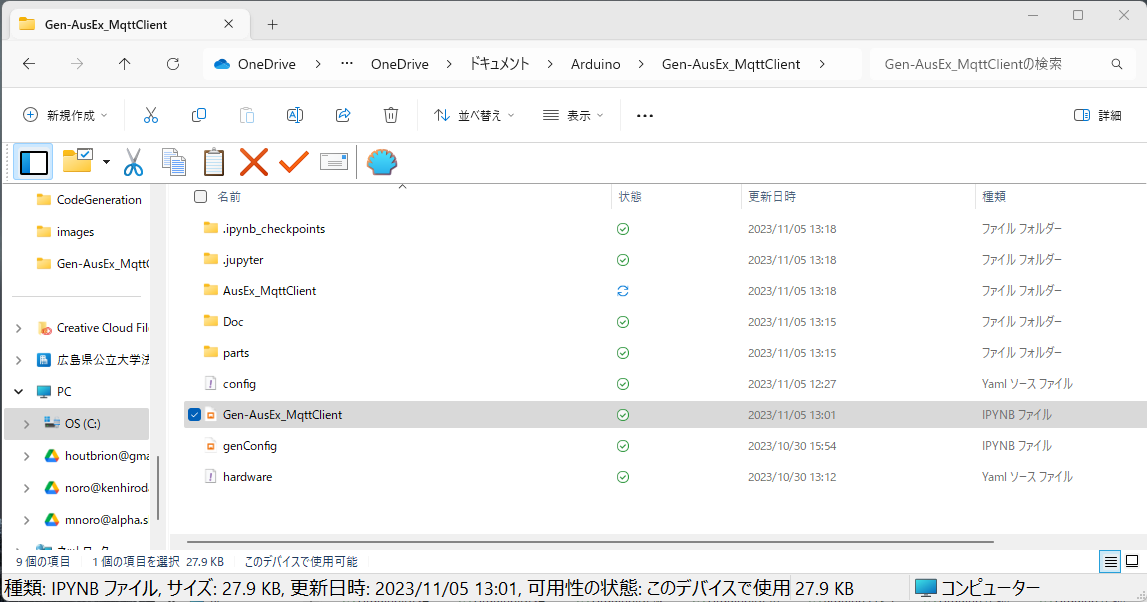 Gen-AusEx_MqttClient
OneDrive > ... OneDrive > ドキュメント > Arduino > Gen-AusEx_MqttClient >
Gen-AusEx_MqttClientの検索
新規作成 並べ替え 表示 ... 詳細
CodeGeneration
images
Gen-AusEx_MqttC
Creative Cloud File
広島県公立大学法
PC
OS (C:)
houtbrion@gma
noro@kenhiroda
mnoro@alpha.s
名前 状態 更新日時 種類
.ipynb_checkpoints 2023/11/05 13:18 ファイル フォルダー
.jupyter 2023/11/05 13:18 ファイル フォルダー
AusEx_MqttClient 2023/11/05 13:18 ファイル フォルダー
Doc 2023/11/05 13:15 ファイル フォルダー
parts 2023/11/05 13:15 ファイル フォルダー
config 2023/11/05 12:27 Yaml ソース ファイル
Gen-AusEx_MqttClient 2023/11/05 13:01 IPYNB ファイル
genConfig 2023/10/30 15:54 IPYNB ファイル
hardware 2023/10/30 13:12 Yaml ソース ファイル
9 個の項目 1 個の項目を選択 27.9 KB このデバイスで使用可能
種類: IPYNB ファイル, サイズ: 27.9 KB, 更新日時: 2023/11/05 13:01, 可用性の状態: このデバイスで使用 27.9 KB コンピューター